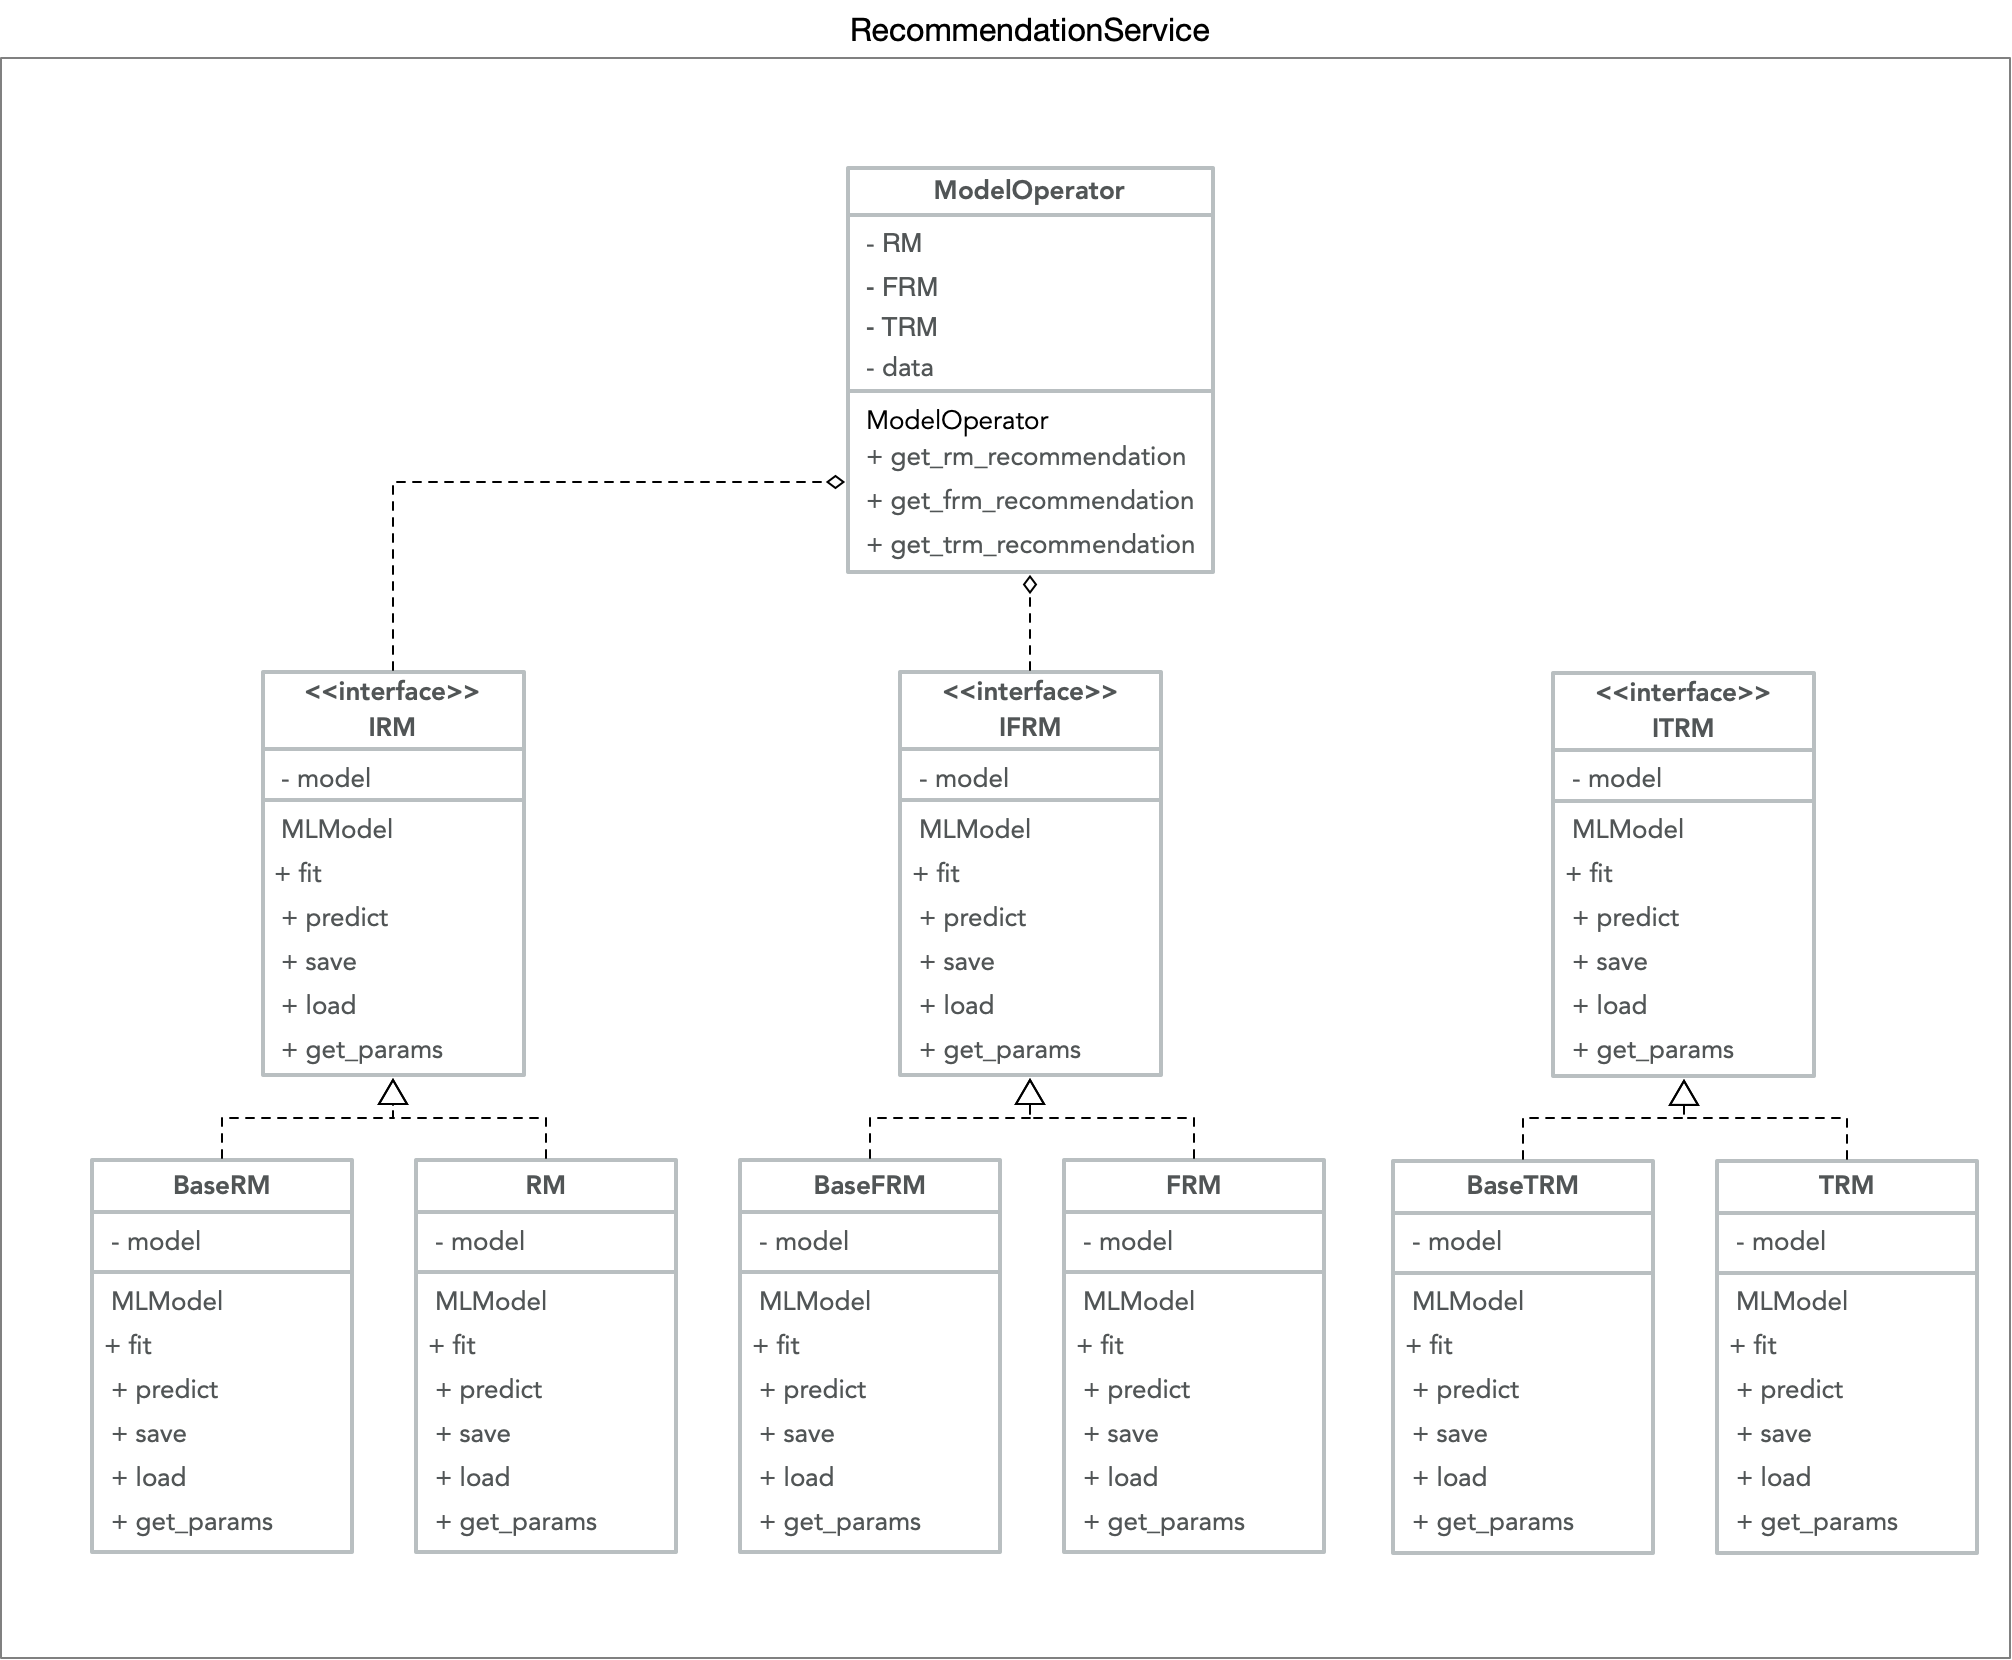 RecommendationService
ModelOperator
- RM
- FRM
- TRM
- data
ModelOperator
+ get_rm_recommendation
+ get_frm_recommendation
+ get_trm_recommendation
<<interface>>
IRM
- model
MLModel
+ fit
+ predict
+ save
+ load
+ get_params
<<interface>>
IFRM
- model
MLModel
+ fit
+ predict
+ save
+ load
+ get_params
<<interface>>
ITRM
- model
MLModel
+ fit
+ predict
+ save
+ load
+ get_params
BaseRM
- model
MLModel
+ fit
+ predict
+ save
+ load
+ get_params
RM
- model
MLModel
+ fit
+ predict
+ save
+ load
+ get_params
BaseFRM
- model
MLModel
+ fit
+ predict
+ save
+ load
+ get_params
FRM
- model
MLModel
+ fit
+ predict
+ save
+ load
+ get_params
BaseTRM
- model
MLModel
+ fit
+ predict
+ save
+ load
+ get_params
TRM
- model
MLModel
+ fit
+ predict
+ save
+ load
+ get_params